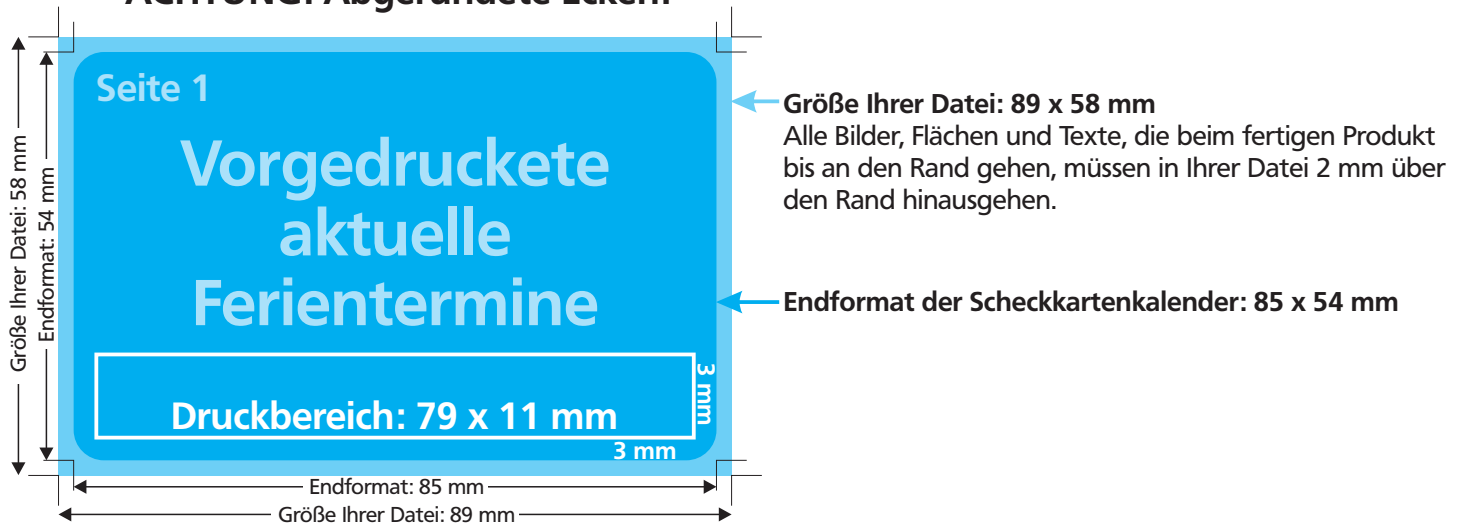 ACHTUNG: Abgerundete Ecken!
Größe Ihrer Datei: 58 mm
Endformat: 54 mm
Seite 1
Vorgedruckete
aktuelle
Ferientermine
Druckbereich: 79 x 11 mm
3 mm
3 mm
Endformat: 85 mm
Größe Ihrer Datei: 89 mm
Größe Ihrer Datei: 89 x 58 mm
Alle Bilder, Flächen und Texte, die beim fertigen Produkt
bis an den Rand gehen, müssen in Ihrer Datei 2 mm über
den Rand hinausgehen.
Endformat der Scheckkartenkalender: 85 x 54 mm